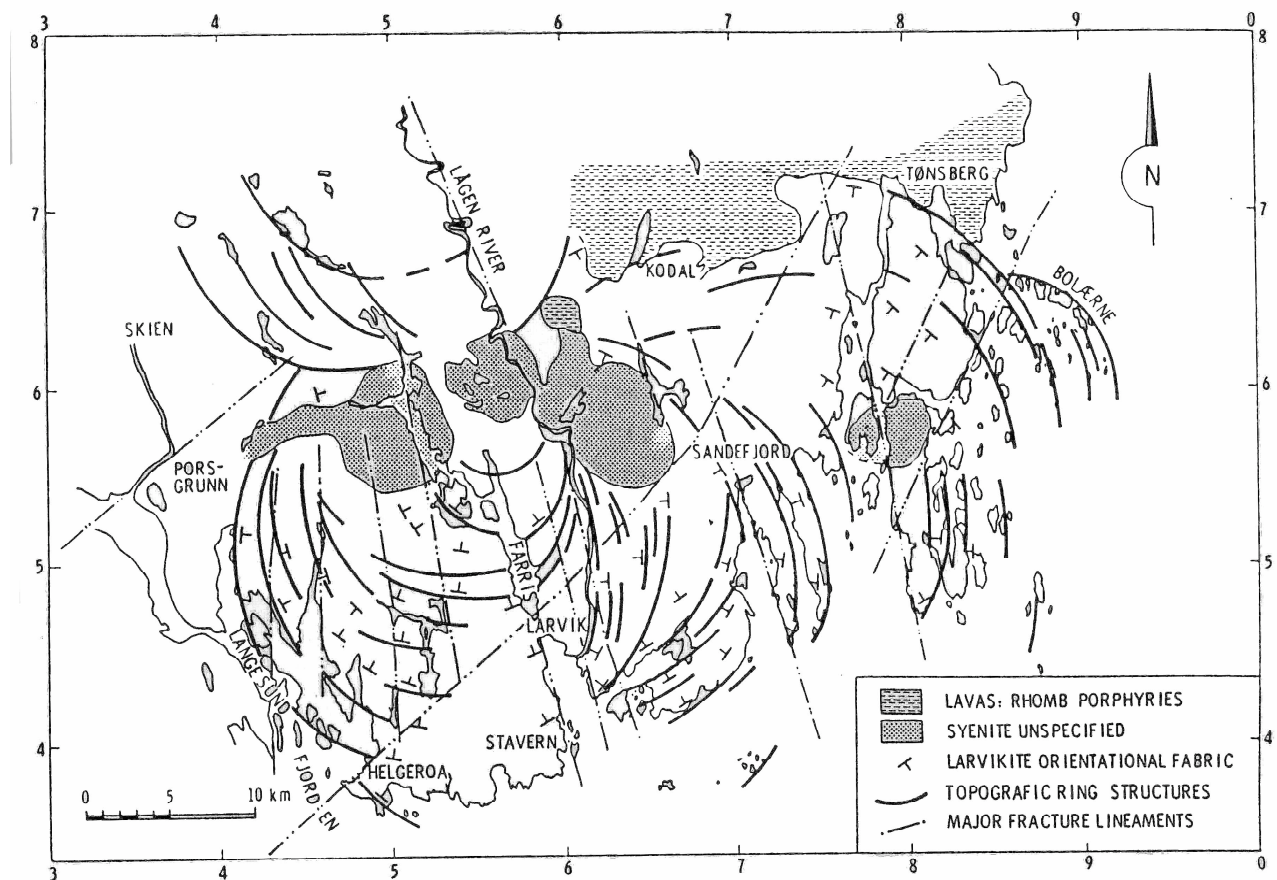 3 4 5 6 7 8 9 0
8 8
TØNSBERG
N
LÅGEN RIVER
7 7
KODAL
BOLÆRNE
SKIEN
6 6
SANDEFJORD
PORS-
GRUNN
5 5
FARRIS
LARVIK
LANGESUND
FJORDEN
STAVERN
HELGEROA
4 4
0 5 10 km
LAVAS: RHOMB PORPHYRIES
SYENITE UNSPECIFIED
LARVIKITE ORIENTATIONAL FABRIC
TOPOGRAFIC RING STRUCTURES
MAJOR FRACTURE LINEAMENTS
3 4 5 6 7 8 9 0